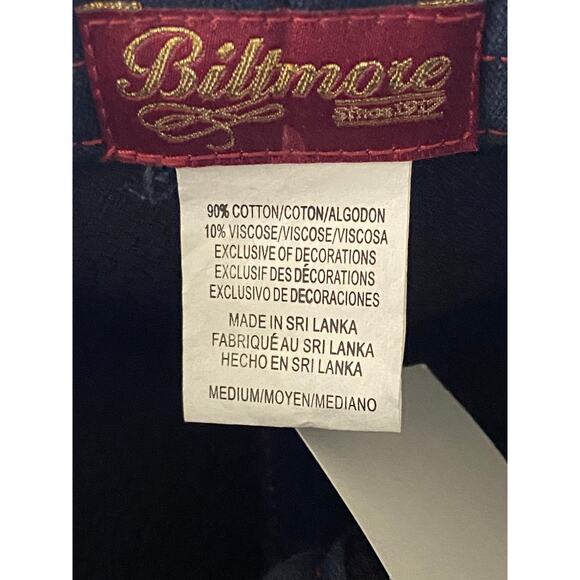 Biltmore
Since 1917
90% COTTON/COTON/ALGODON
10% VISCOSE/VISCOSE/VISCOSA
EXCLUSIVE OF DECORATIONS
EXCLUSIF DES DÉCORATIONS
EXCLUSIVO DE DECORACIONES
MADE IN SRI LANKA
FABRIQUÉ AU SRI LANKA
HECHO EN SRI LANKA
MEDIUM/MOYEN/MEDIANO